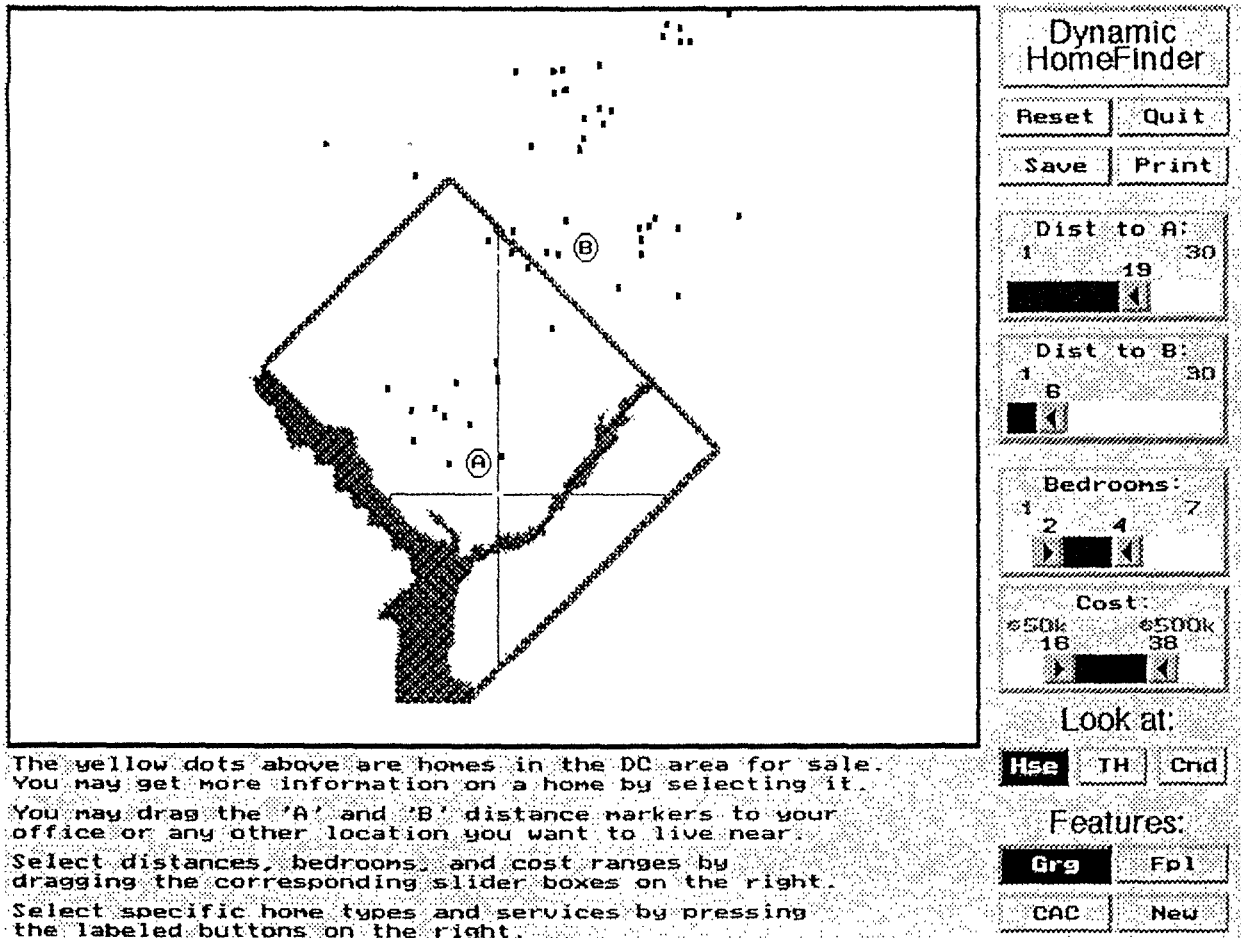 Dynamic
HomeFinder
Reset Quit
Save Print
Dist to A:
1 30
19
Dist to B:
1 30
6
Bedrooms:
1 7
2 4
Cost:
50k 500k
16 38
Look at:
Hse TH Cnd
Features:
Grg Fpl
CAC New
B
A
The yellow dots above are homes in the DC area for sale.
You may get more information on a home by selecting it.
You may drag the 'A' and 'B' distance markers to your
office or any other location you want to live near.
Select distances, bedrooms, and cost ranges by
dragging the corresponding slider boxes on the right.
Select specific home types and services by pressing
the labeled buttons on the right.